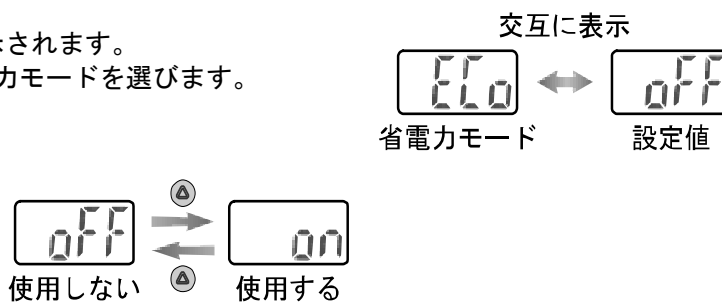 交互に表示
されます。
力モードを選びます。
ECo
oFF
省電力モード
設定値
oFF
on
使用しない
使用する